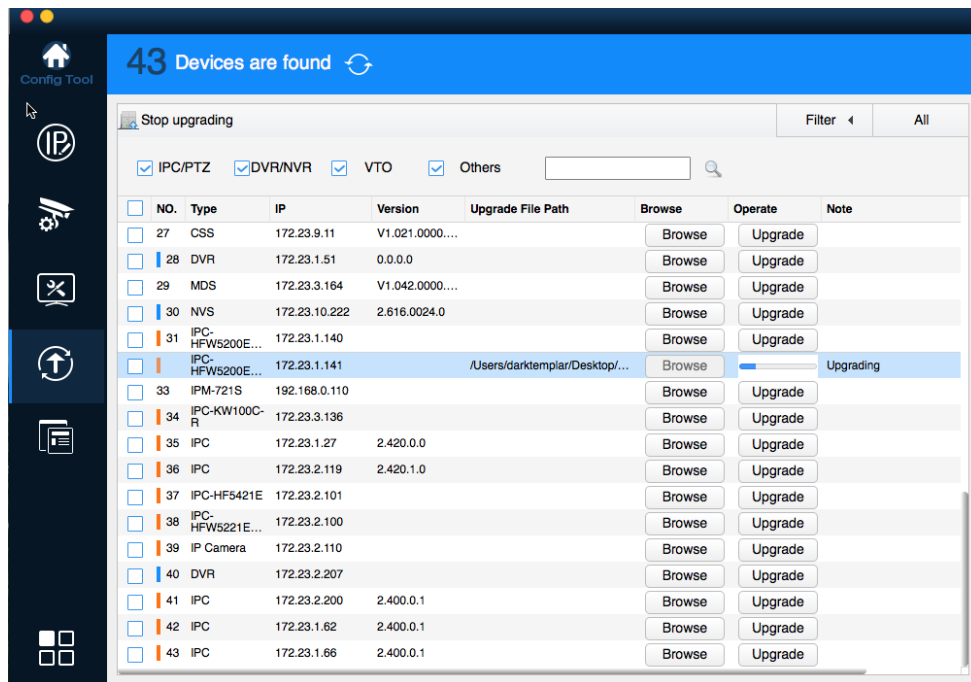 Config Tool
43 Devices are found
IP
Stop upgrading Filter All
IPC/PTZ DVR/NVR VTO Others
NO. Type IP Version Upgrade File Path Browse Operate Note
27 CSS 172.23.9.11 V1.021.0000.... Browse Upgrade
28 DVR 172.23.1.51 0.0.0.0 Browse Upgrade
29 MDS 172.23.3.164 V1.042.0000.... Browse Upgrade
30 NVS 172.23.10.222 2.616.0024.0 Browse Upgrade
31 IPC-
HFW5200E... 172.23.1.140 Browse Upgrade
IPC-
HFW5200E... 172.23.1.141 /Users/darktemplar/Desktop/... Browse Upgrading
33 IPM-721S 192.168.0.110 Browse Upgrade
34 IPC-KW100C-
R 172.23.3.136 Browse Upgrade
35 IPC 172.23.1.27 2.420.0.0 Browse Upgrade
36 IPC 172.23.2.119 2.420.1.0 Browse Upgrade
37 IPC-HF5421E 172.23.2.101 Browse Upgrade
38 IPC-
HFW5221E... 172.23.2.100 Browse Upgrade
39 IP Camera 172.23.2.110 Browse Upgrade
40 DVR 172.23.2.207 Browse Upgrade
41 IPC 172.23.2.200 2.400.0.1 Browse Upgrade
42 IPC 172.23.1.62 2.400.0.1 Browse Upgrade
43 IPC 172.23.1.66 2.400.0.1 Browse Upgrade